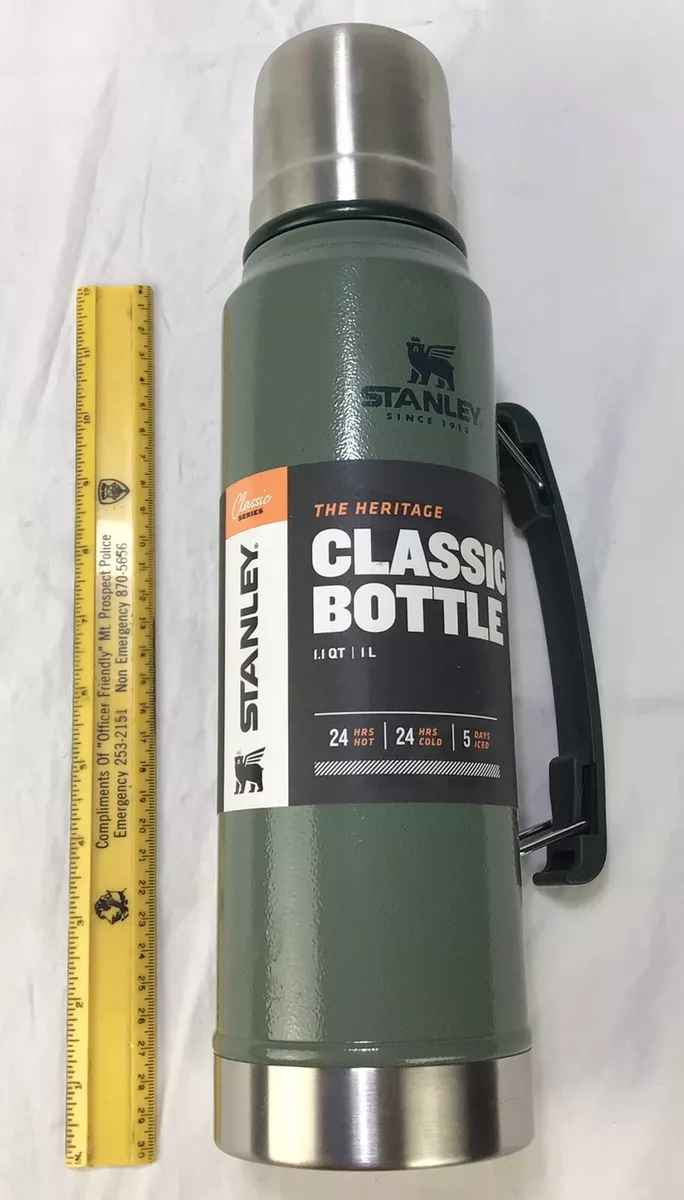 STANLEY
SINCE 1913
Classic
SERIES
STANLEY®
THE HERITAGE
CLASSIC
BOTTLE
1.1 QT | 1 L
24 HRS HOT | 24 HRS COLD | 5 DAYS ICED
Compliments Of "Officer Friendly" Mt. Prospect Police
Emergency 253-2151 Non Emergency 870-5656